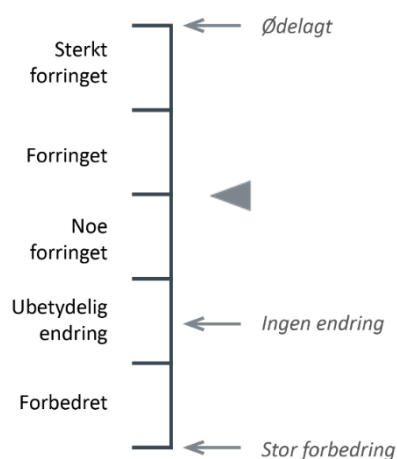 Ødelagt
Sterkt
forringet
Forringet
Noe
forringet
Ubetydelig
endring
Ingen endring
Forbedret
Stor forbedring